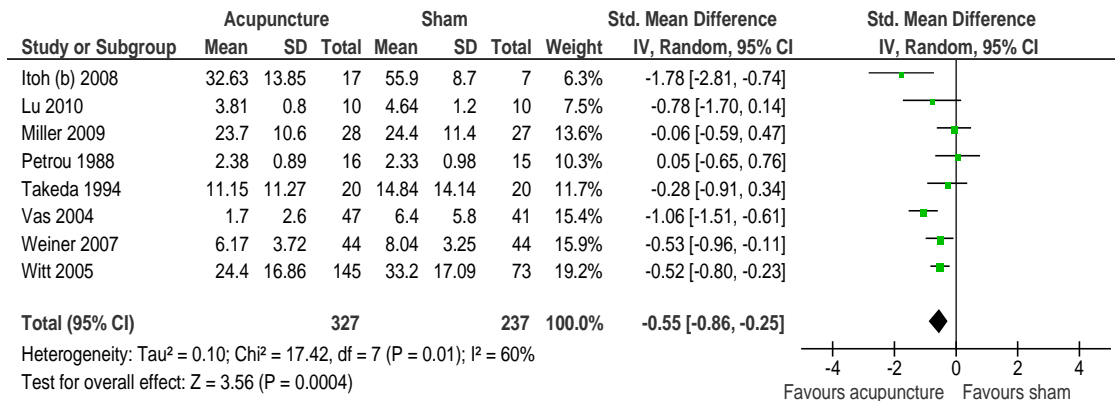 Acupuncture Sham Std. Mean Difference Std. Mean Difference
Study or Subgroup Mean SD Total Mean SD Total Weight IV, Random, 95% CI IV, Random, 95% CI
Itoh (b) 2008 32.63 13.85 17 55.9 8.7 7 6.3% -1.78 [-2.81, -0.74]
Lu 2010 3.81 0.8 10 4.64 1.2 10 7.5% -0.78 [-1.70, 0.14]
Miller 2009 23.7 10.6 28 24.4 11.4 27 13.6% -0.06 [-0.59, 0.47]
Petrou 1988 2.38 0.89 16 2.33 0.98 15 10.3% 0.05 [-0.65, 0.76]
Takeda 1994 11.15 11.27 20 14.84 14.14 20 11.7% -0.28 [-0.91, 0.34]
Vas 2004 1.7 2.6 47 6.4 5.8 41 15.4% -1.06 [-1.51, -0.61]
Weiner 2007 6.17 3.72 44 8.04 3.25 44 15.9% -0.53 [-0.96, -0.11]
Witt 2005 24.4 16.86 145 33.2 17.09 73 19.2% -0.52 [-0.80, -0.23]
Total (95% CI) 327 237 100.0% -0.55 [-0.86, -0.25]
Heterogeneity: Tau² = 0.10; Chi² = 17.42, df = 7 (P = 0.01); I² = 60%
Test for overall effect: Z = 3.56 (P = 0.0004)
-4 -2 0 2 4
Favours acupuncture Favours sham